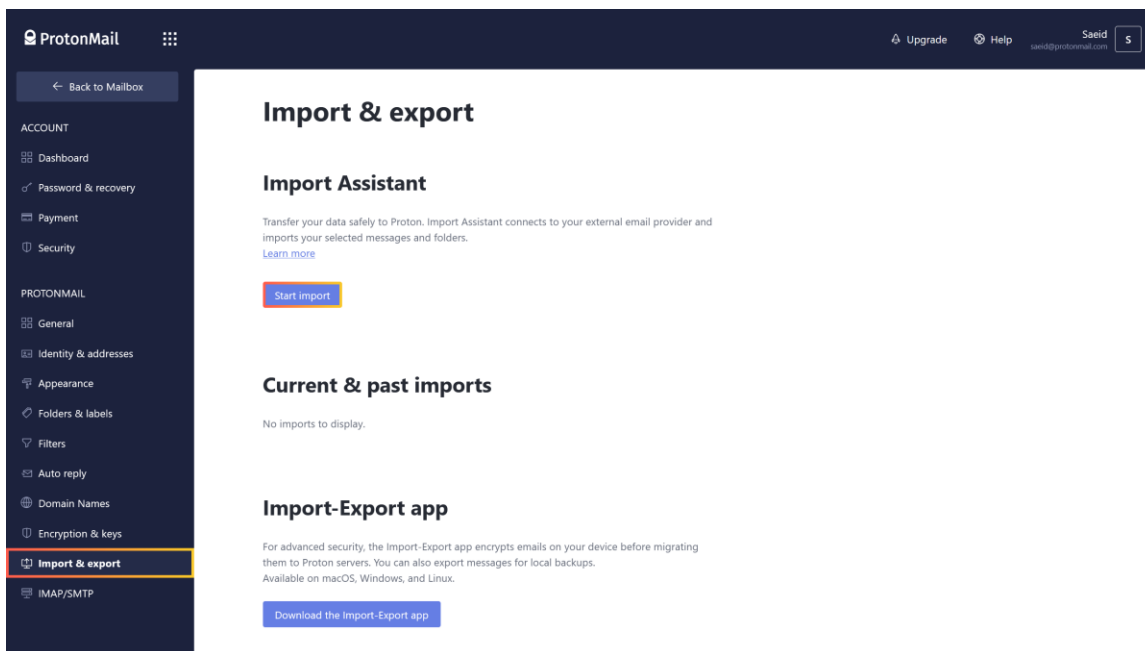 ProtonMail
Upgrade
Help
Saeid
saeid@protonmail.com
S
← Back to Mailbox
ACCOUNT
Dashboard
Password & recovery
Payment
Security
PROTONMAIL
General
Identity & addresses
Appearance
Folders & labels
Filters
Auto reply
Domain Names
Encryption & keys
Import & export
IMAP/SMTP
Import & export
Import Assistant
Transfer your data safely to Proton. Import Assistant connects to your external email provider and
imports your selected messages and folders.
Learn more
Start import
Current & past imports
No imports to display.
Import-Export app
For advanced security, the Import-Export app encrypts emails on your device before migrating
them to Proton servers. You can also export messages for local backups.
Available on macOS, Windows, and Linux.
Download the Import-Export app